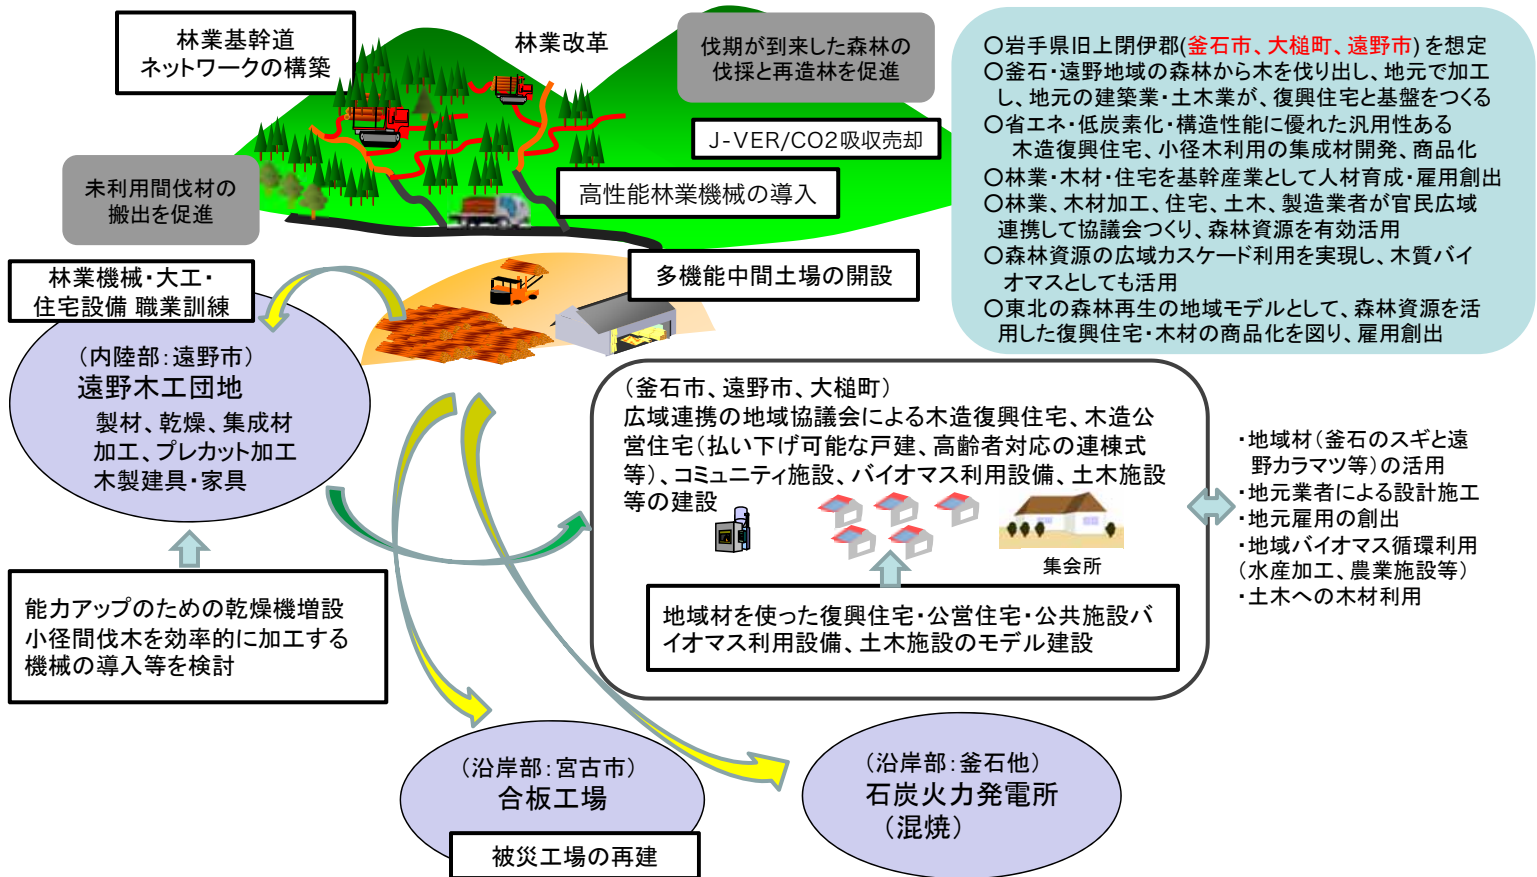 林業基幹道
ネットワークの構築
林業改革
伐期が到来した森林の
伐採と再造林を促進
J-VER/CO2吸収売却
高性能林業機械の導入
未利用間伐材の
搬出を促進
○岩手県旧上閉伊郡(釜石市、大槌町、遠野市)を想定
○釜石・遠野地域の森林から木を伐り出し、地元で加工
し、地元の建築業・土木業が、復興住宅と基盤をつくる
○省エネ・低炭素化・構造性能に優れた汎用性ある
木造復興住宅、小径木利用の集成材開発、商品化
○林業・木材・住宅を基幹産業として人材育成・雇用創出
○林業、木材加工、住宅、土木、製造業者が官民広域
連携して協議会つくり、森林資源を有効活用
○森林資源の広域カスケード利用を実現し、木質バイ
オマスとしても活用
○東北の森林再生の地域モデルとして、森林資源を活
用した復興住宅・木材の商品化を図り、雇用創出
林業機械・大工・
住宅設備 職業訓練
多機能中間土場の開設
(内陸部:遠野市)
遠野木工団地
製材、乾燥、集成材
加工、プレカット加工
木製建具・家具
(釜石市、遠野市、大槌町)
広域連携の地域協議会による木造復興住宅、木造公
営住宅(払い下げ可能な戸建、高齢者対応の連棟式
等)、コミュニティ施設、バイオマス利用設備、土木施設
等の建設
集会所
地域材を使った復興住宅・公営住宅・公共施設バ
イオマス利用設備、土木施設のモデル建設
・地域材(釜石のスギと遠
野カラマツ等)の活用
・地元業者による設計施工
・地元雇用の創出
・地域バイオマス循環利用
(水産加工、農業施設等)
・土木への木材利用
能力アップのための乾燥機増設
小径間伐木を効率的に加工する
機械の導入等を検討
(沿岸部:宮古市)
合板工場
被災工場の再建
(沿岸部:釜石他)
石炭火力発電所
(混焼)